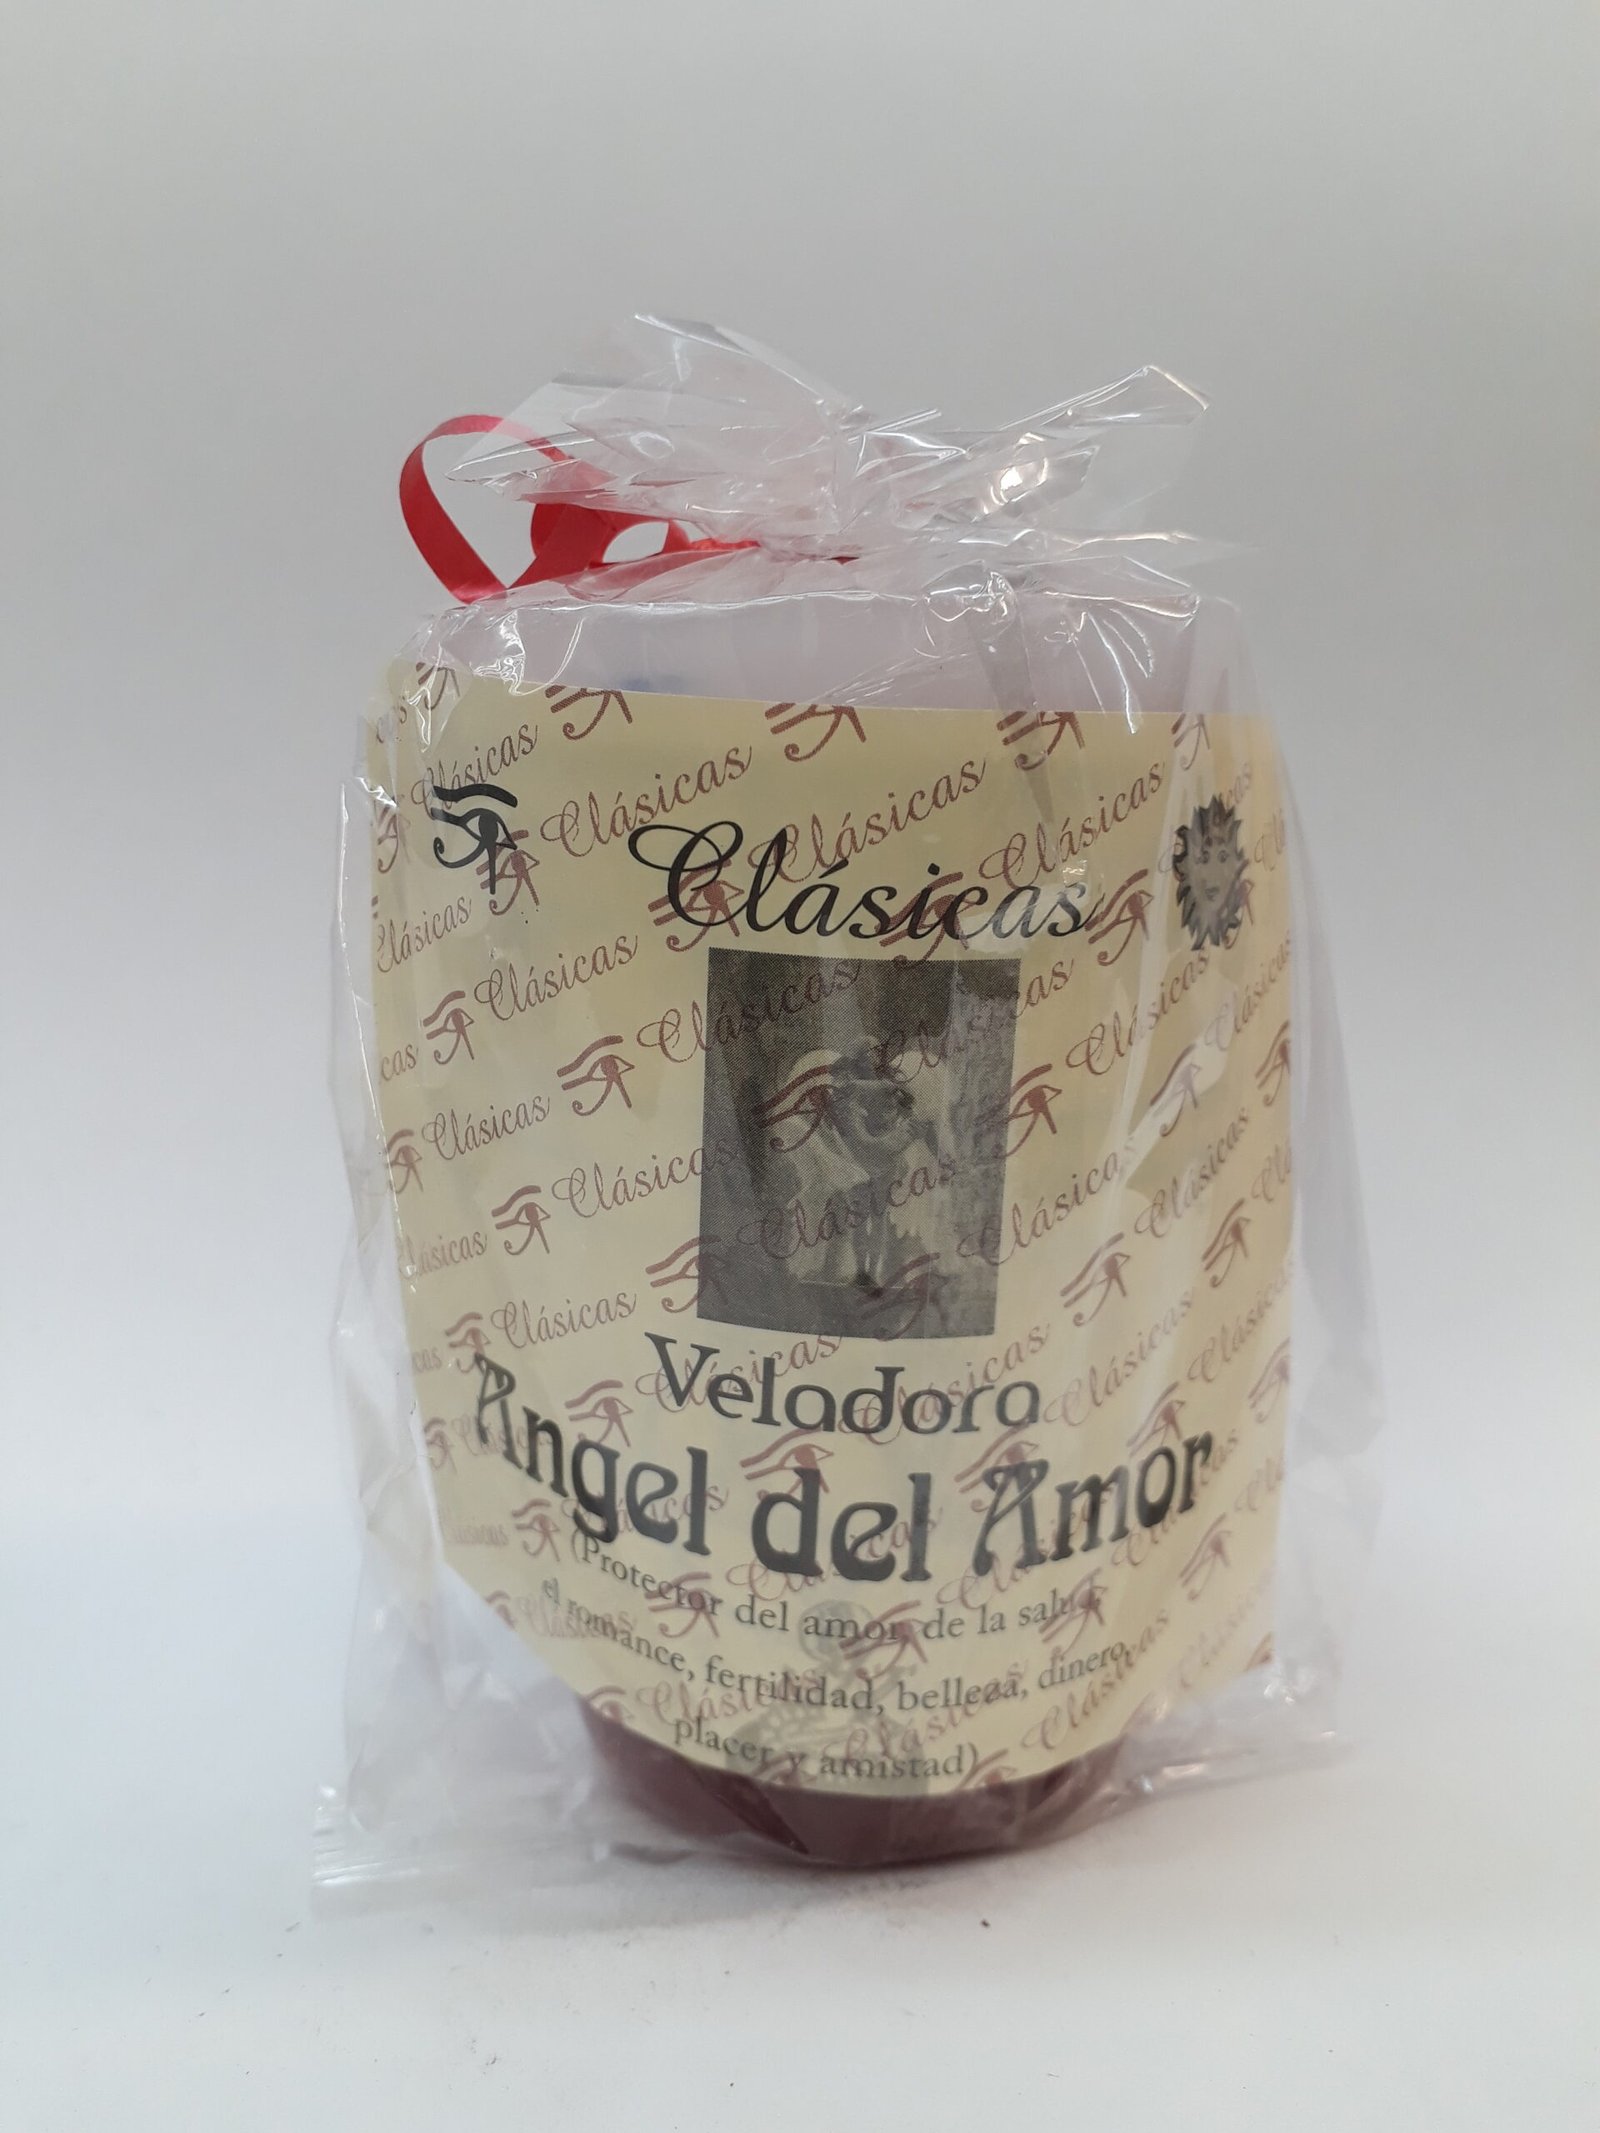 Clásicas
Veladora
Angel del Amor
(Protector del amor, de la salud,
el romance, fertilidad, belleza, dinero,
placer y amistad)